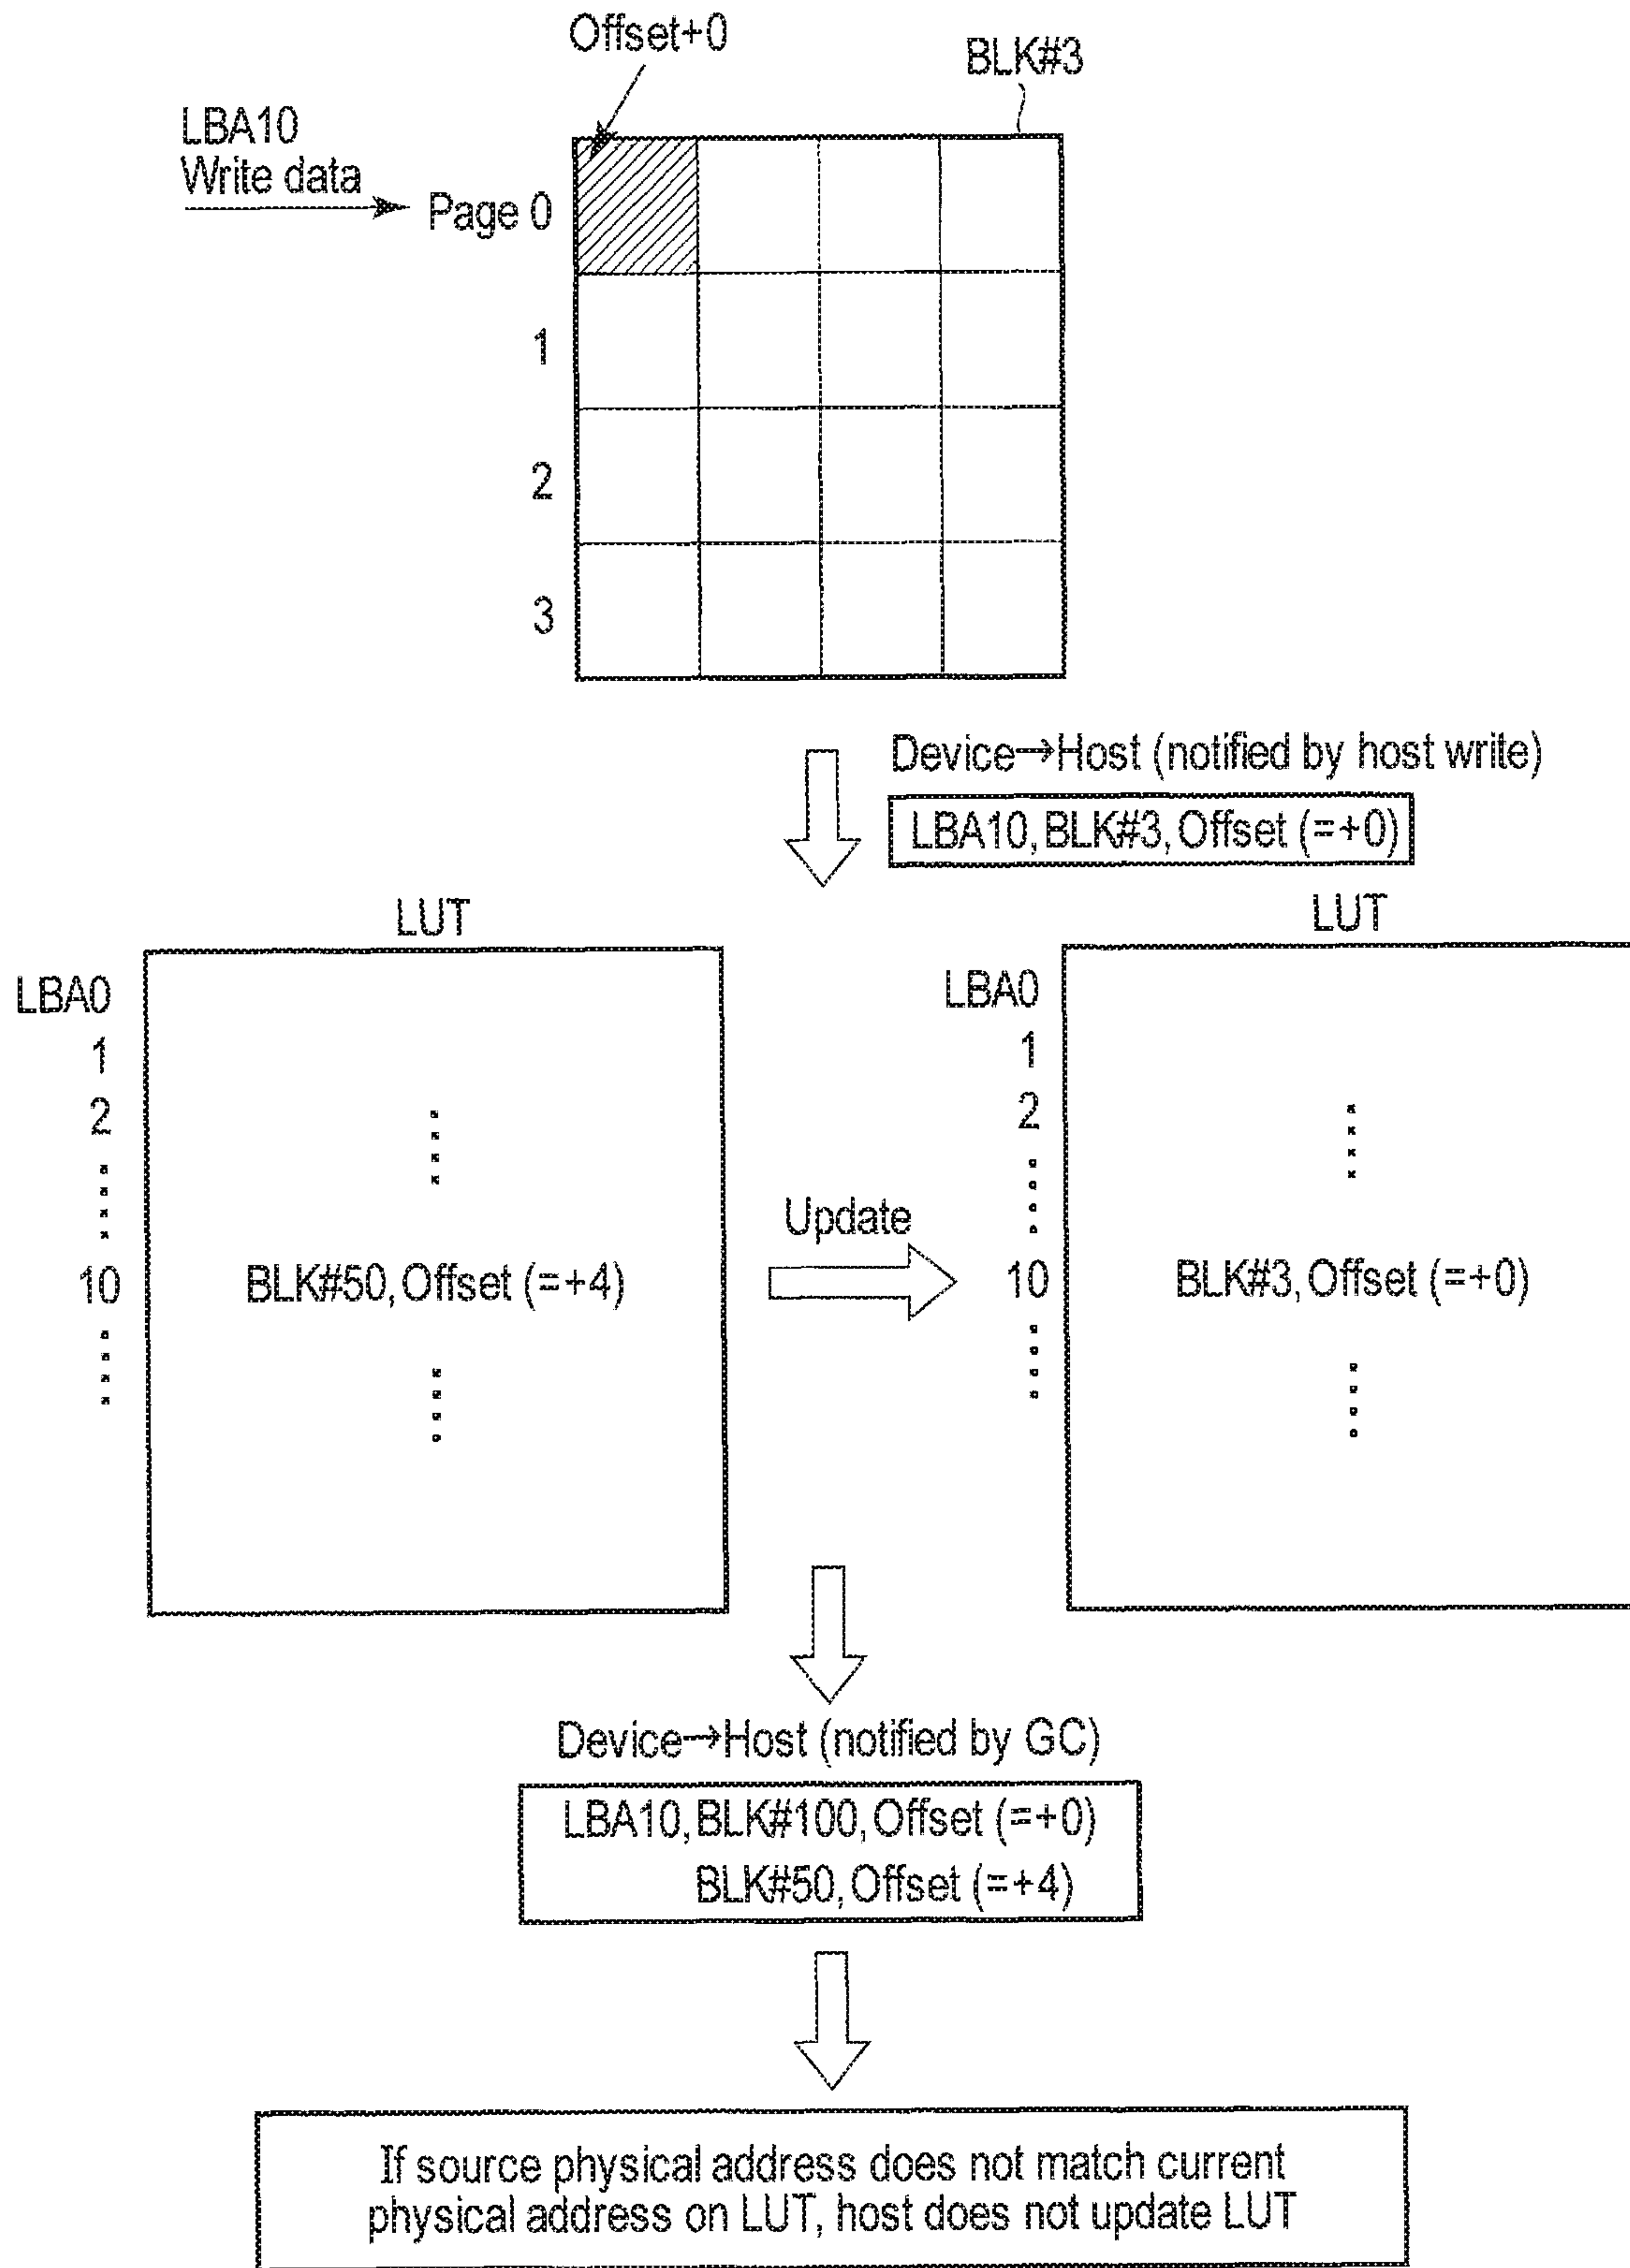 Offset+0
BLK#3
LBA10
Write data
Page 0
1
2
3
Device→Host (notified by host write)
LBA10, BLK#3, Offset (=+0)
LUT
LBA0
1
2
10
BLK#50, Offset (=+4)
Update
LUT
LBA0
1
2
10
BLK#3, Offset (=+0)
Device→Host (notified by GC)
LBA10, BLK#100, Offset (=+0)
BLK#50, Offset (=+4)
If source physical address does not match current
physical address on LUT, host does not update LUT